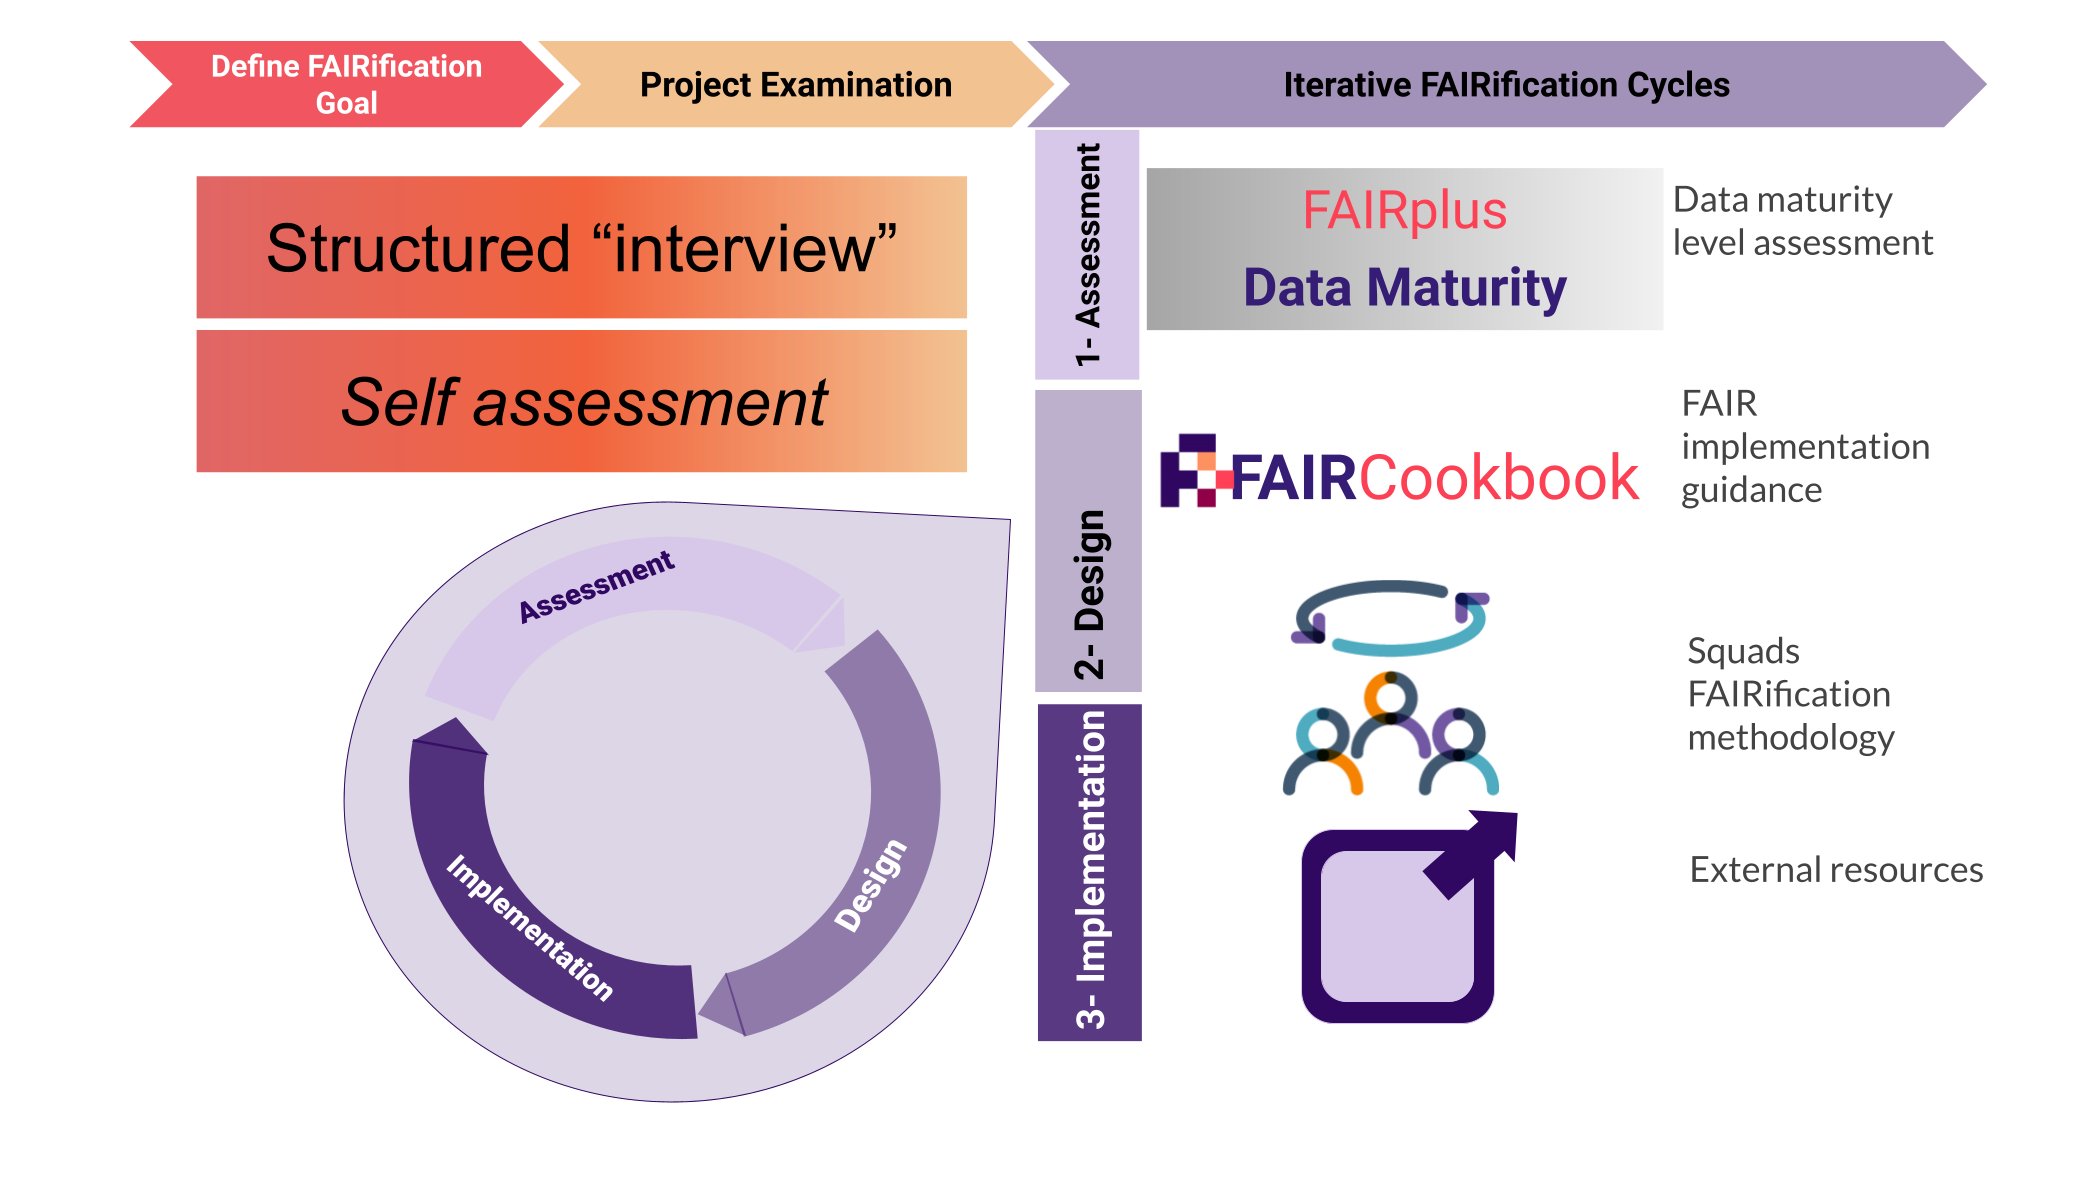 Define FAIRification
Goal
Project Examination
Iterative FAIRification Cycles
Structured “interview”
Self assessment
Assessment
Design
Implementation
1- Assessment
2- Design
3- Implementation
FAIRplus
Data Maturity
Data maturity
level assessment
FAIRCookbook
FAIR
implementation
guidance
Squads
FAIRification
methodology
External resources